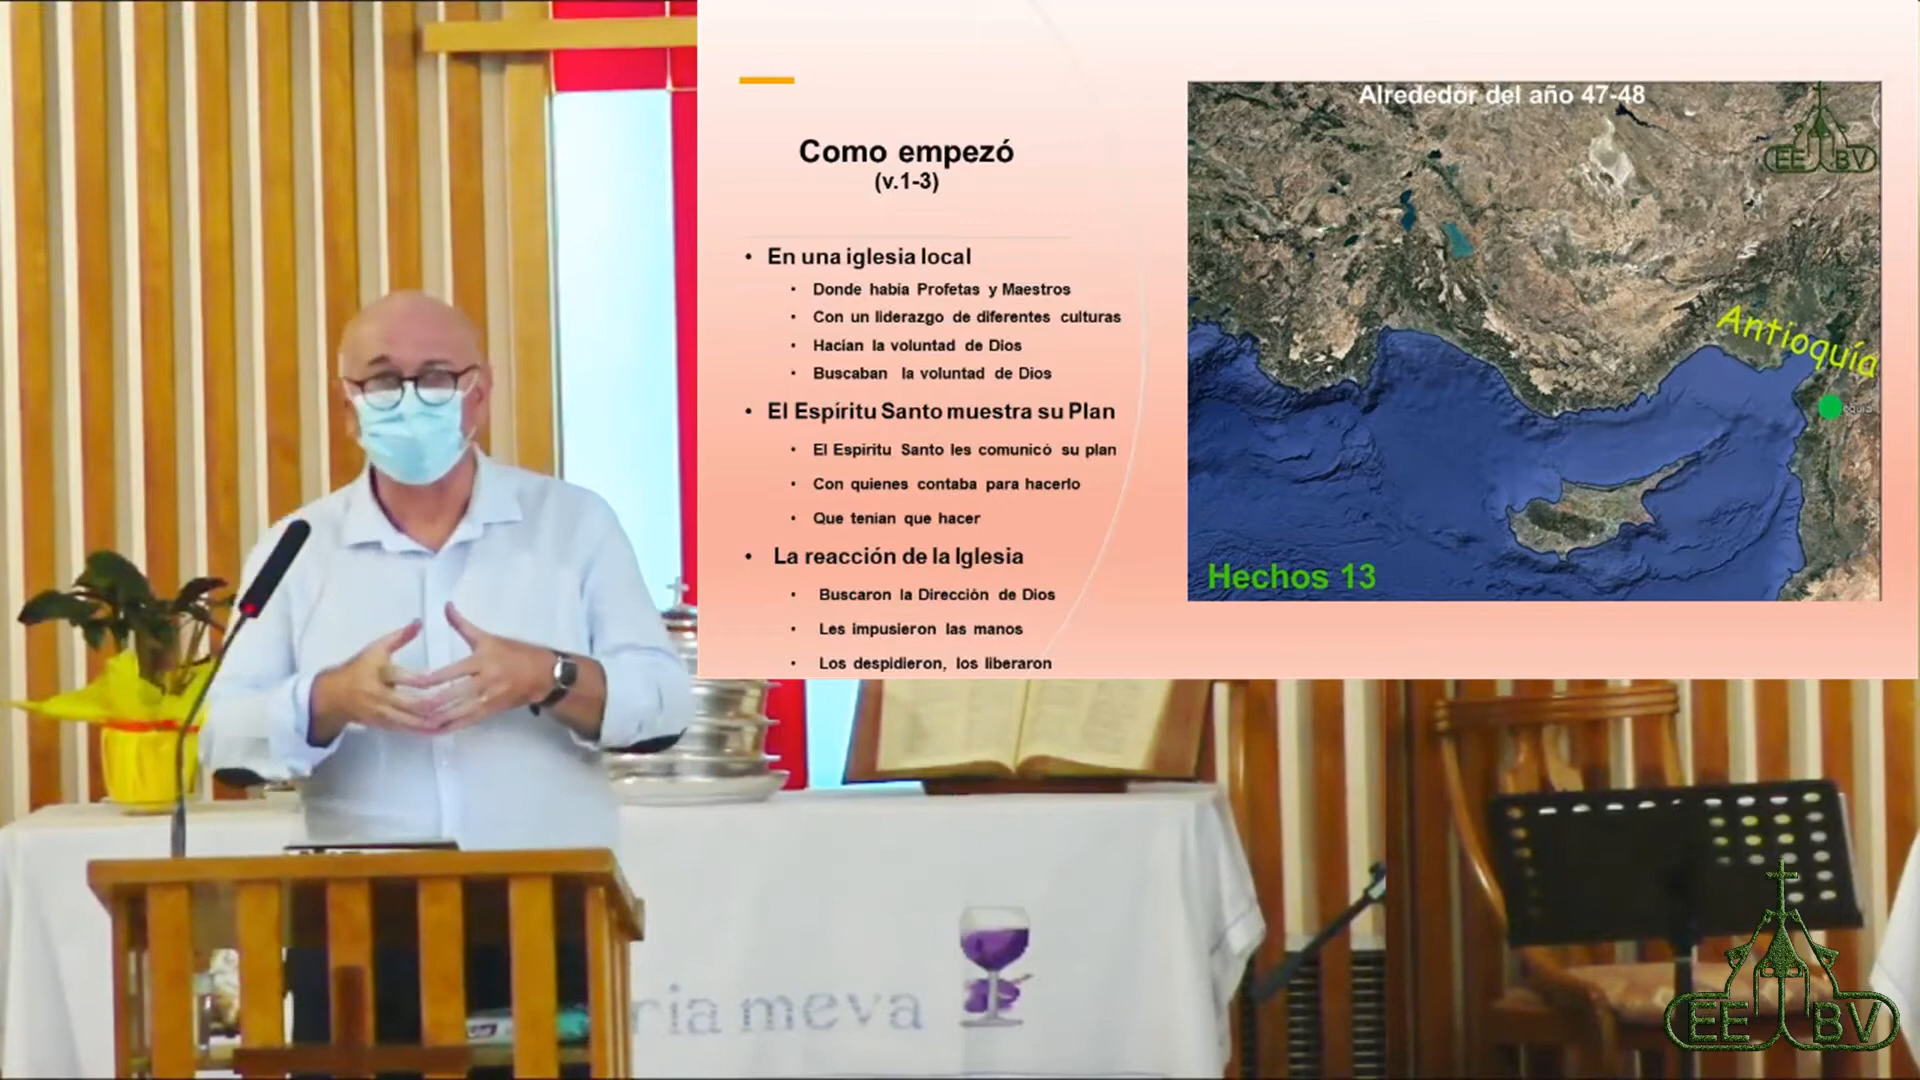 Como empezó
(v.1-3)
• En una iglesia local
• Donde había Profetas y Maestros
• Con un liderazgo de diferentes culturas
• Hacían la voluntad de Dios
• Buscaban la voluntad de Dios
• El Espíritu Santo muestra su Plan
• El Espíritu Santo les comunicó su plan
• Con quienes contaba para hacerlo
• Que tenían que hacer
• La reacción de la Iglesia
• Buscaron la Dirección de Dios
• Les impusieron las manos
• Los despidieron, los liberaron
Alrededor del año 47-48
EE BV
Antioquía
Hechos 13
ria meva
EE BV